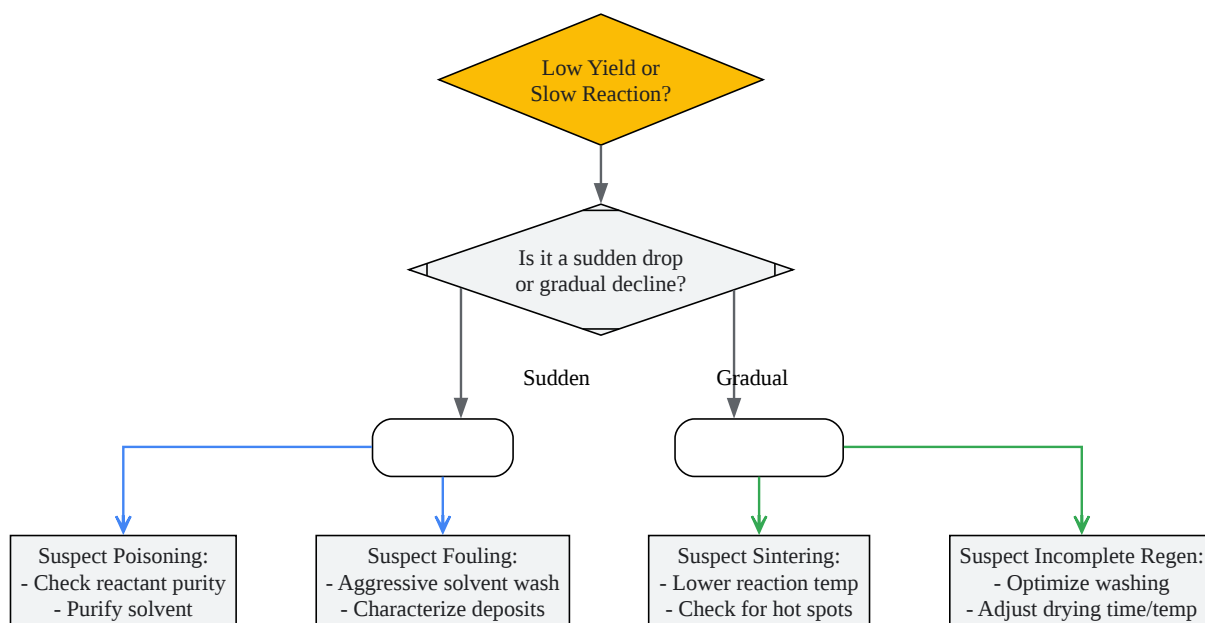 Low Yield or
Slow Reaction?
Is it a sudden drop
or gradual decline?
Sudden
Gradual
Suspect Poisoning:
- Check reactant purity
- Purify solvent
Suspect Fouling:
- Aggressive solvent wash
- Characterize deposits
Suspect Sintering:
- Lower reaction temp
- Check for hot spots
Suspect Incomplete Regen:
- Optimize washing
- Adjust drying time/temp